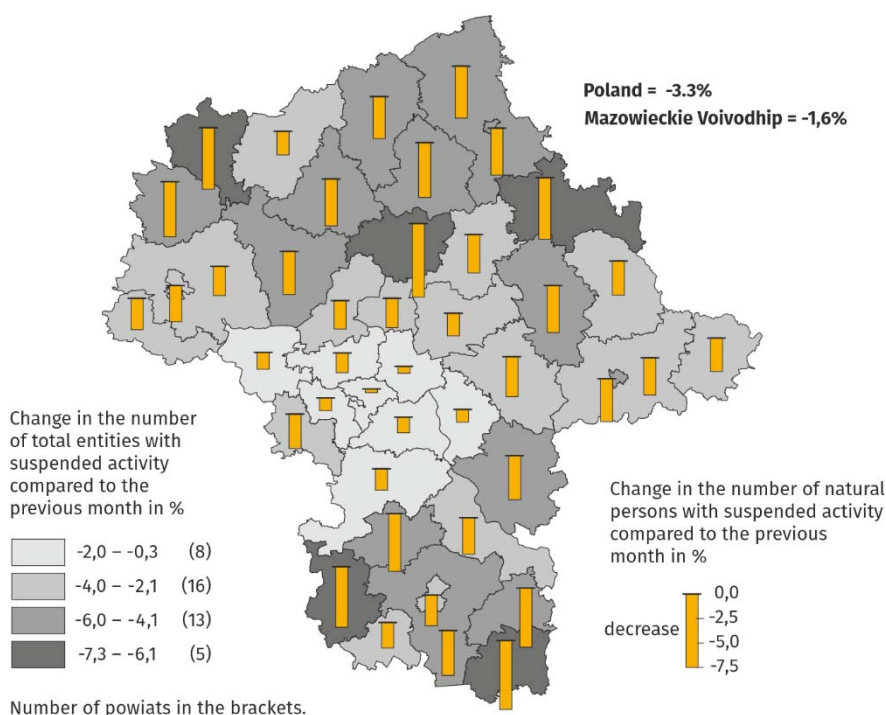 Poland = -3.3%
Mazowieckie Voivodhip = -1,6%
Change in the number
of total entities with
suspended activity
compared to the
previous month in %
-2,0 – -0,3 (8)
-4,0 – -2,1 (16)
-6,0 – -4,1 (13)
-7,3 – -6,1 (5)
Number of powiats in the brackets.
Change in the number of natural
persons with suspended activity
compared to the previous
month in %
0,0
-2,5
decrease
-5,0
-7,5